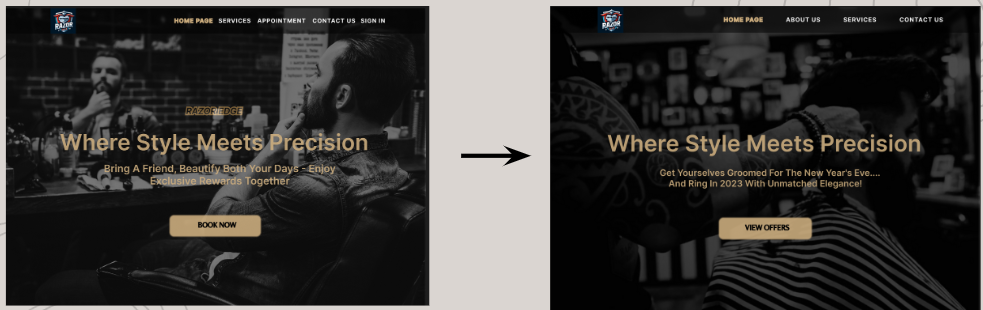 RAZOR
HOME PAGE SERVICES APPOINTMENT CONTACT US SIGN IN
RAZOR EDGE
Where Style Meets Precision
Bring A Friend, Beautify Both Your Days - Enjoy
Exclusive Rewards Together
BOOK NOW
RAZOR
HOME PAGE ABOUT US SERVICES CONTACT US
Where Style Meets Precision
Get Yourselves Groomed For The New Year's Eve....
And Ring In 2023 With Unmatched Elegance!
VIEW OFFERS